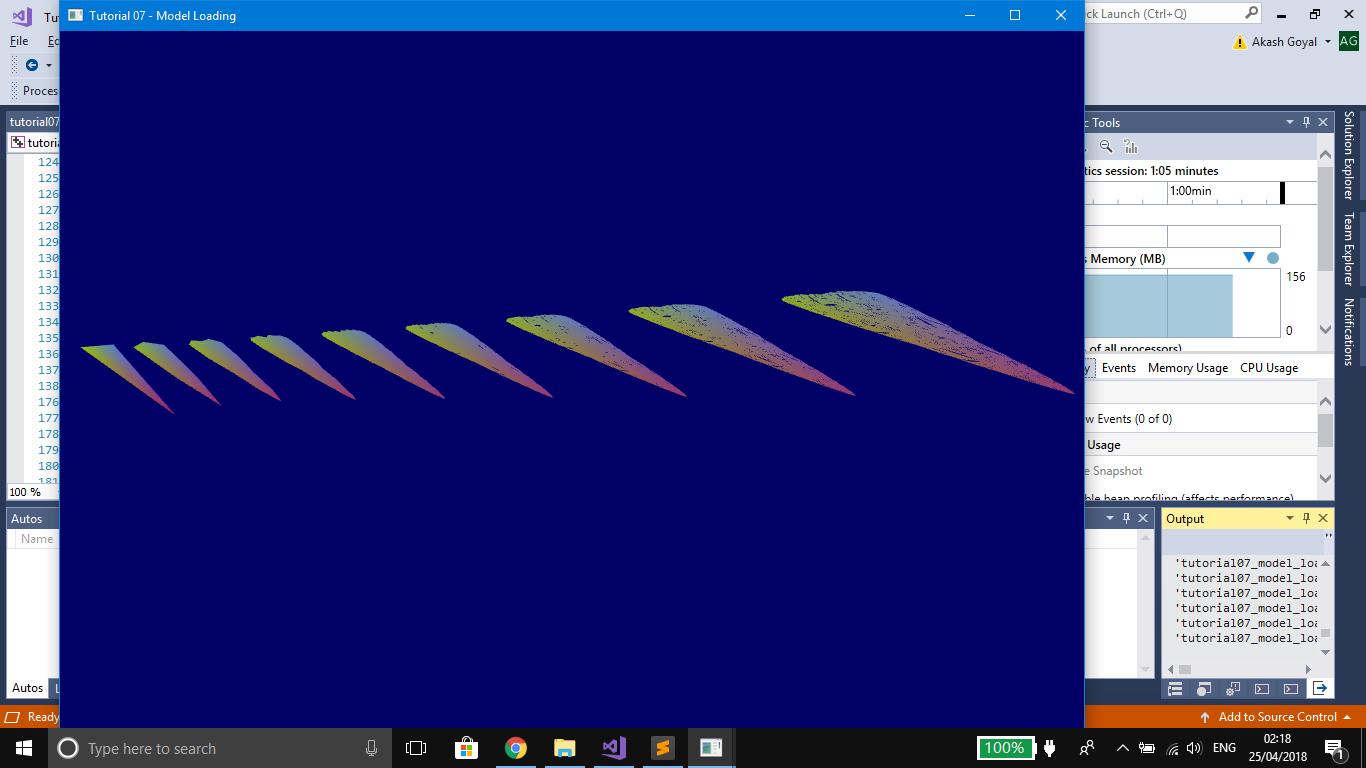 Tu
Tutorial 07 - Model Loading
ck Launch (Ctrl+Q)
File
Akash Goyal
AG
Proces
tutorial07
c Tools
tutoria
124
125
126
127
128
129
130
131
132
133
134
135
136
137
138
176
177
178
179
180
181
100 %
tics session: 1:05 minutes
1:00min
s Memory (MB)
156
0
of all processors)
y
Events
Memory Usage
CPU Usage
w Events (0 of 0)
Usage
e Snapshot
ble heap profiling (affects performance)
Solution Explorer
Team Explorer
Notifications
Autos
Name
Autos
Output
'tutorial07_model_loa
'tutorial07_model_loa
'tutorial07_model_loa
'tutorial07_model_loa
'tutorial07_model_loa
'tutorial07_model_loa
Ready
Add to Source Control
Type here to search
100%
ENG
02:18
25/04/2018
1